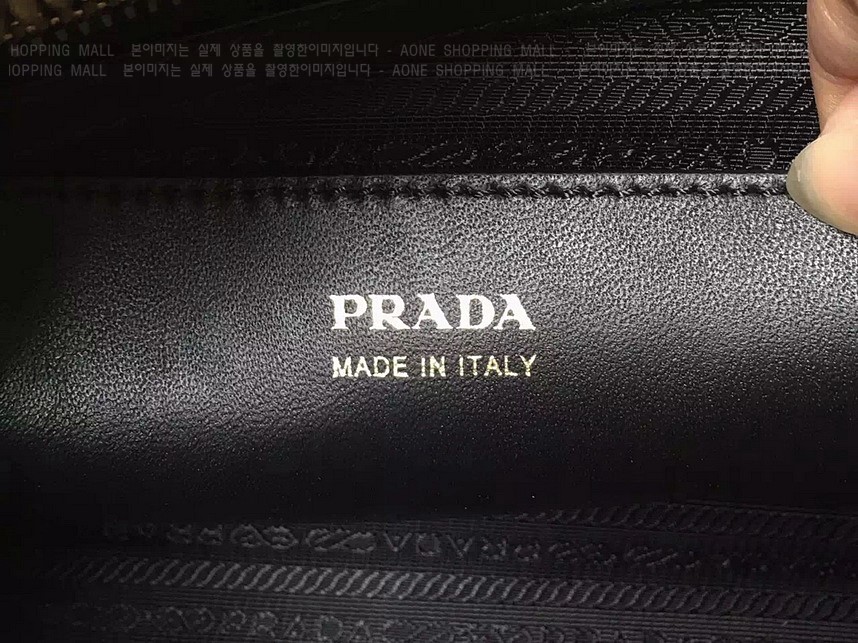 HOPPING MALL 본이미지는 실제 상품을 촬영한이미지입니다 - AONE SHOPPING MALL
OPPING MALL 본이미지는 실제 상품을 촬영한이미지입니다 - AONE SHOPPING MALL
PRADA
MADE IN ITALY
PRADA